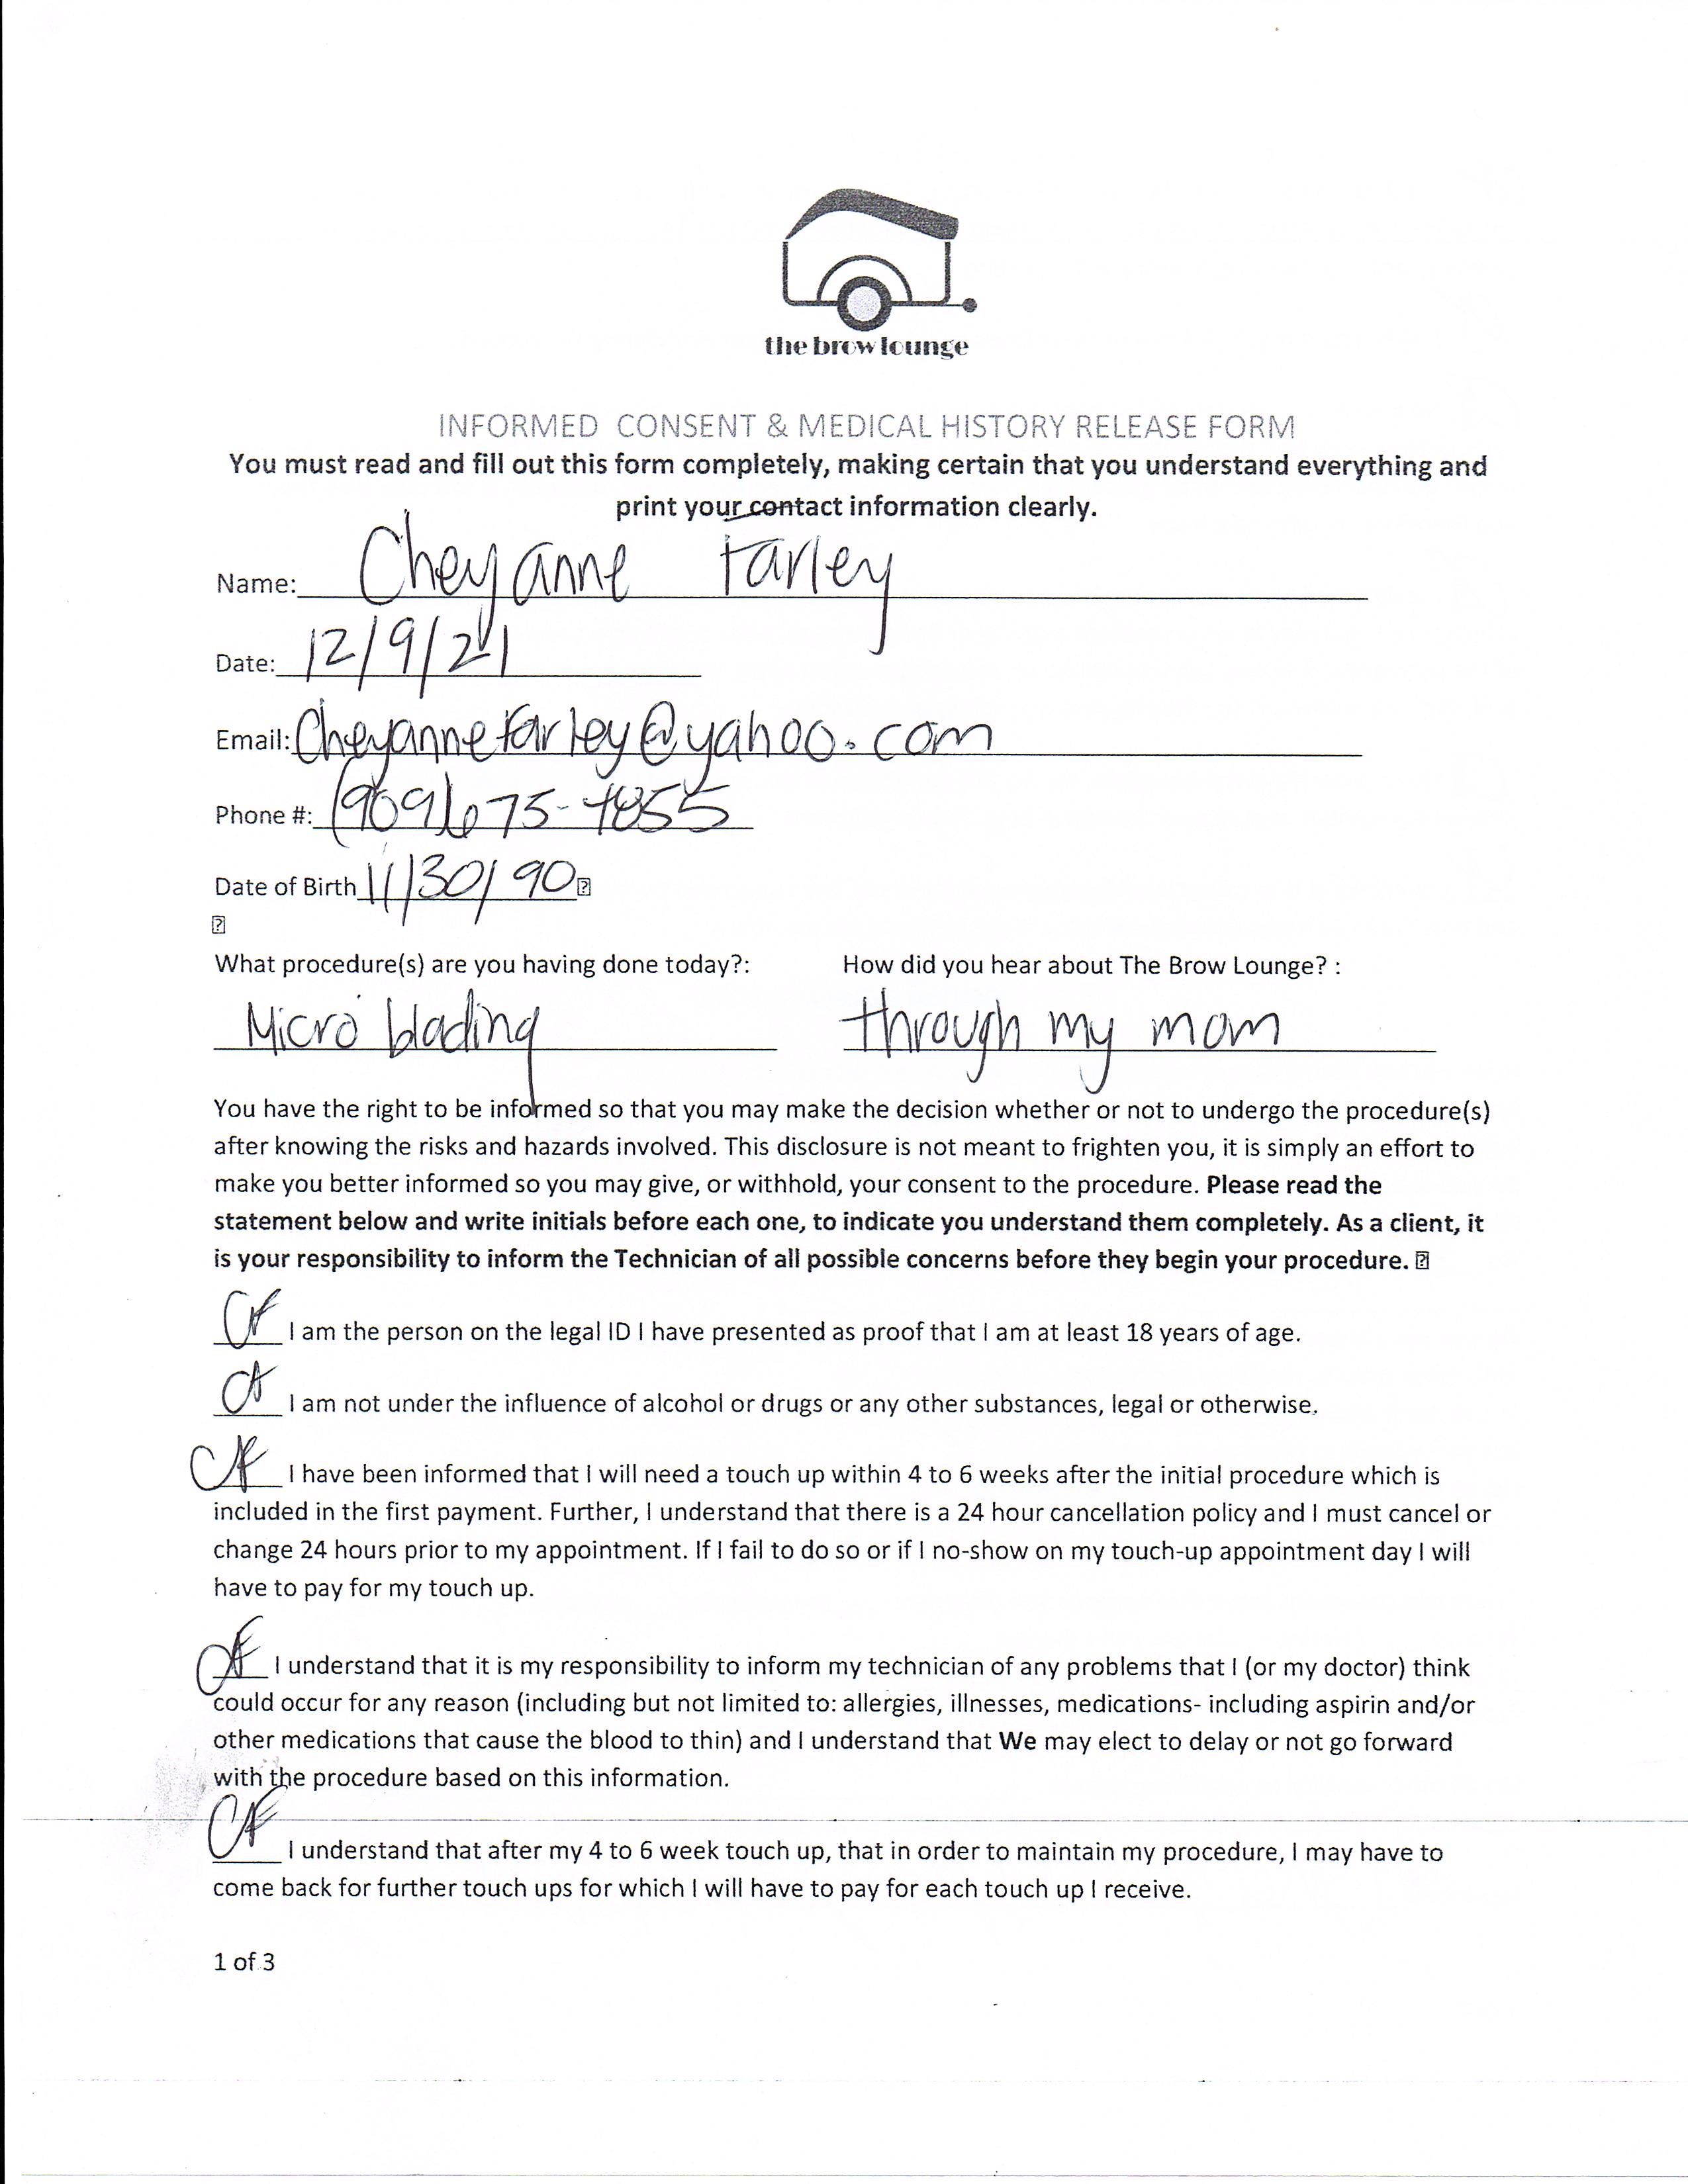 the brow lounge
INFORMED CONSENT & MEDICAL HISTORY RELEASE FORM
You must read and fill out this form completely, making certain that you understand everything and
print your contact information clearly.
Name: Cheyanne Farley
Date: 12/9/21
Email: Cheyannefarley@yahoo.com
Phone #: (909)675-4855
Date of Birth 11/30/90
What procedure(s) are you having done today?: How did you hear about The Brow Lounge? :
Micro blading through my mom
You have the right to be informed so that you may make the decision whether or not to undergo the procedure(s)
after knowing the risks and hazards involved. This disclosure is not meant to frighten you, it is simply an effort to
make you better informed so you may give, or withhold, your consent to the procedure. Please read the
statement below and write initials before each one, to indicate you understand them completely. As a client, it
is your responsibility to inform the Technician of all possible concerns before they begin your procedure.
CF I am the person on the legal ID I have presented as proof that I am at least 18 years of age.
CF I am not under the influence of alcohol or drugs or any other substances, legal or otherwise.
CF I have been informed that I will need a touch up within 4 to 6 weeks after the initial procedure which is
included in the first payment. Further, I understand that there is a 24 hour cancellation policy and I must cancel or
change 24 hours prior to my appointment. If I fail to do so or if I no-show on my touch-up appointment day I will
have to pay for my touch up.
CF I understand that it is my responsibility to inform my technician of any problems that I (or my doctor) think
could occur for any reason (including but not limited to: allergies, illnesses, medications- including aspirin and/or
other medications that cause the blood to thin) and I understand that We may elect to delay or not go forward
with the procedure based on this information.
CF I understand that after my 4 to 6 week touch up, that in order to maintain my procedure, I may have to
come back for further touch ups for which I will have to pay for each touch up I receive.
1 of 3